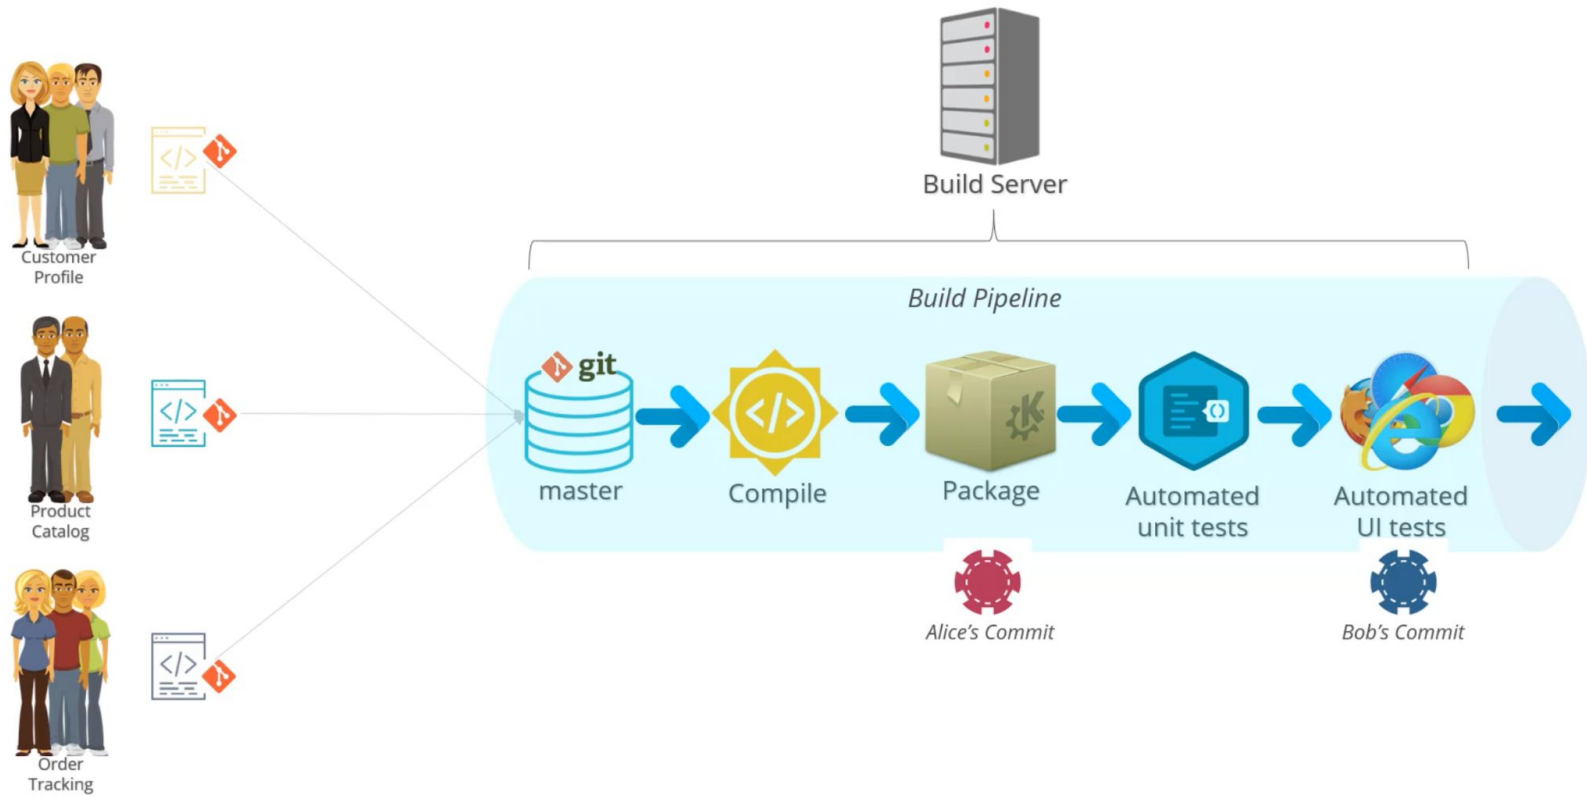 Build Server
Customer
Profile
Build Pipeline
git
master
Compile
Package
Automated
unit tests
Automated
UI tests
Product
Catalog
Alice's Commit
Bob's Commit
Order
Tracking